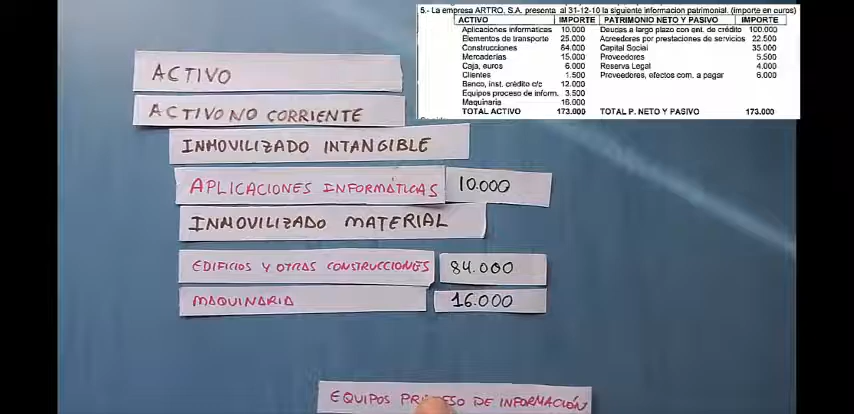 5.- La empresa ARTRO, S.A. presenta al 31-12-10 la siguiente informacion patrimonial. (importe en euros)
ACTIVO IMPORTE PATRIMONIO NETO Y PASIVO IMPORTE
Aplicaciones informaticas 10.000 Deudas a largo plazo con ent. de crédito 100.000
Elementos de transporte 25.000 Acreedores por prestaciones de servicios 22.500
Construcciones 84.000 Capital Social 35.000
Mercaderías 15.000 Proveedores 5.500
Caja, euros 6.000 Reserva Legal 4.000
Clientes 1.500 Proveedores, efectos com. a pagar 6.000
Banco, inst. crédito c/c 12.000
Equipos proceso de inform. 3.500
Maquinaria 16.000
TOTAL ACTIVO 173.000 TOTAL P. NETO Y PASIVO 173.000
ACTIVO
ACTIVO NO CORRIENTE
INMOVILIZADO INTANGIBLE
APLICACIONES INFORMÁTICAS 10.000
INMOVILIZADO MATERIAL
EDIFICIOS Y OTRAS CONSTRUCCIONES 84.000
MAQUINARIA 16.000
EQUIPOS PROCESO DE INFORMACIÓN